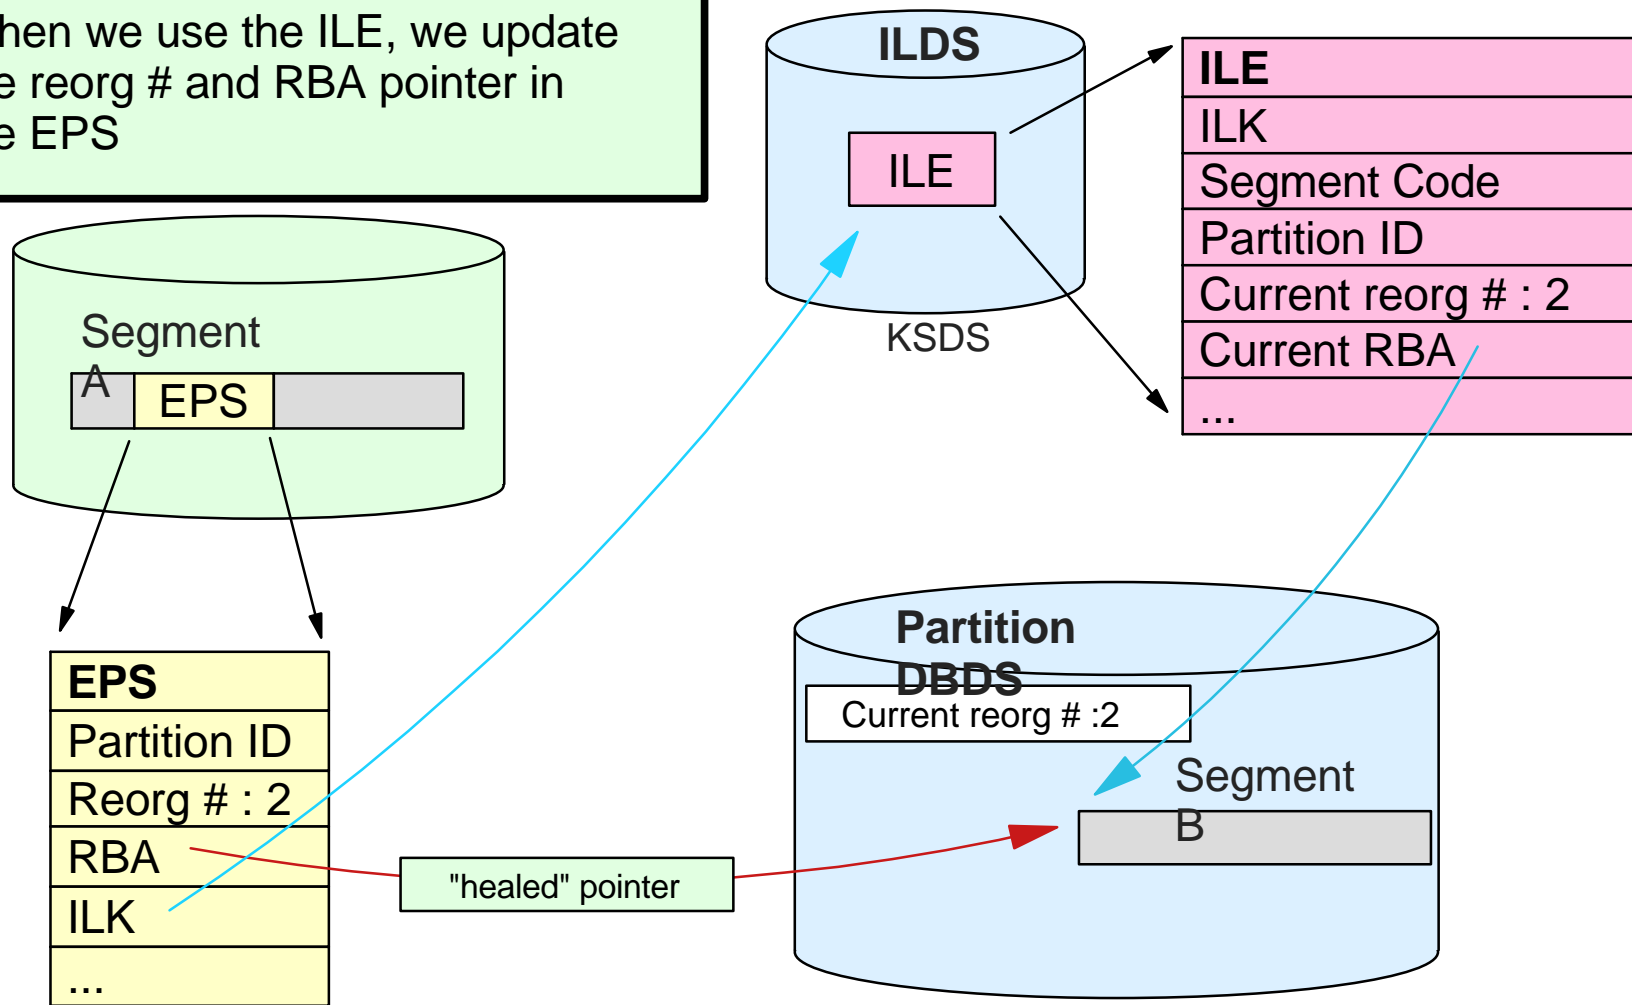 hen we use the ILE, we update
e reorg # and RBA pointer in
e EPS
ILDS
ILE
KSDS
ILE
ILK
Segment Code
Partition ID
Current reorg # : 2
Current RBA
...
Segment
A
EPS
EPS
Partition ID
Reorg # : 2
RBA
ILK
...
"healed" pointer
Partition
DBDS
Current reorg # :2
Segment
B